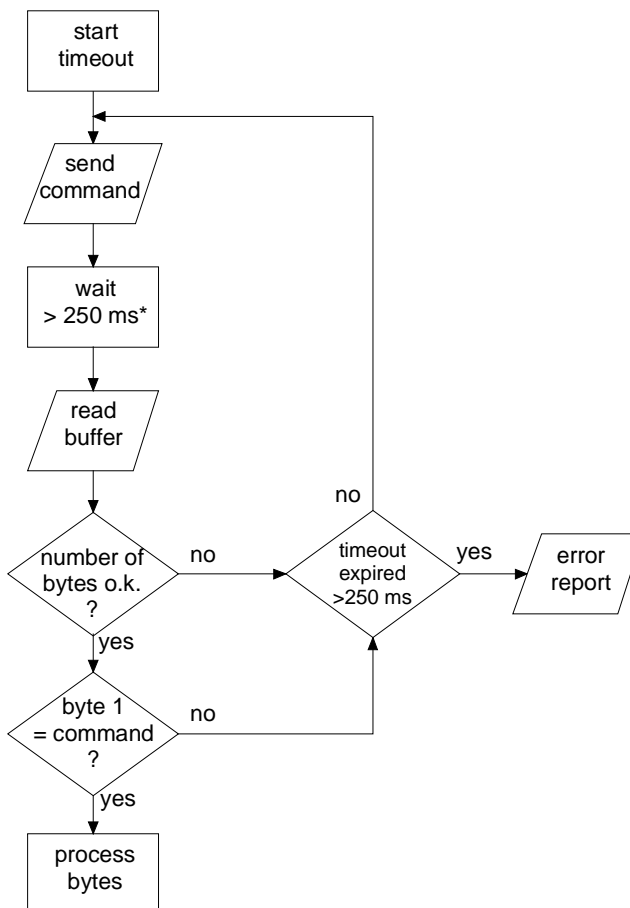 start
timeout
send
command
wait
> 250 ms*
read
buffer
no
number of
bytes o.k.
?
no
timeout
expired
>250 ms
yes
error
report
yes
byte 1
= command
?
no
yes
process
bytes